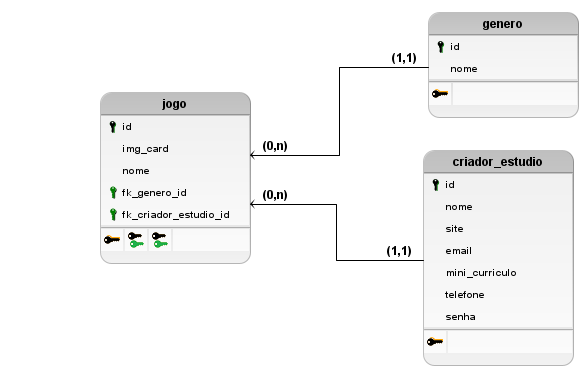 genero
id
nome
(1,1)
jogo
id
img_card
nome
fk_genero_id
fk_criador_estudio_id
(0,n)
(0,n)
(1,1)
criador_estudio
id
nome
site
email
mini_curriculo
telefone
senha